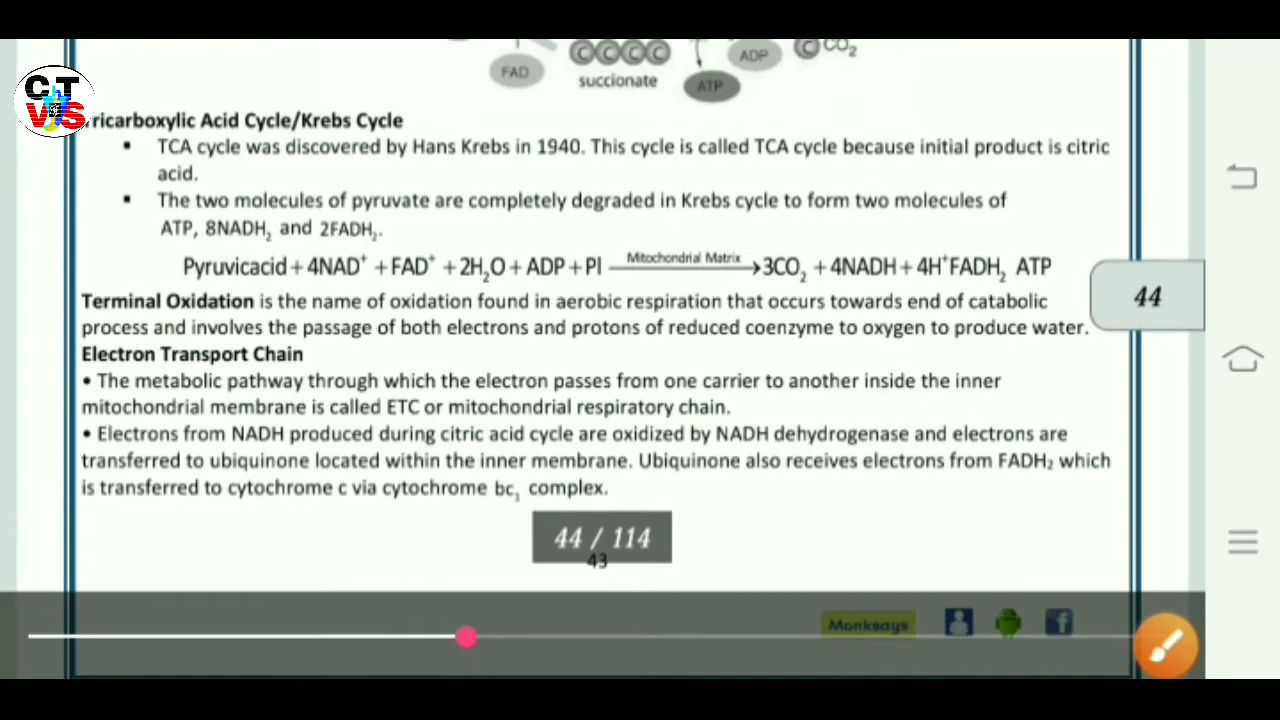 FAD
C C C C
succinate
ADP
ATP
C CO₂
CTVS
Tricarboxylic Acid Cycle/Krebs Cycle
▪ TCA cycle was discovered by Hans Krebs in 1940. This cycle is called TCA cycle because initial product is citric
acid.
▪ The two molecules of pyruvate are completely degraded in Krebs cycle to form two molecules of
ATP, 8NADH₂ and 2FADH₂.
Pyruvicacid + 4NAD⁺ + FAD⁺ + 2H₂O + ADP + PI —Mitochondrial Matrix→ 3CO₂ + 4NADH + 4H⁺FADH₂ ATP
44
Terminal Oxidation is the name of oxidation found in aerobic respiration that occurs towards end of catabolic
process and involves the passage of both electrons and protons of reduced coenzyme to oxygen to produce water.
Electron Transport Chain
• The metabolic pathway through which the electron passes from one carrier to another inside the inner
mitochondrial membrane is called ETC or mitochondrial respiratory chain.
• Electrons from NADH produced during citric acid cycle are oxidized by NADH dehydrogenase and electrons are
transferred to ubiquinone located within the inner membrane. Ubiquinone also receives electrons from FADH₂ which
is transferred to cytochrome c via cytochrome bc₁ complex.
44 / 114
43
Monksays